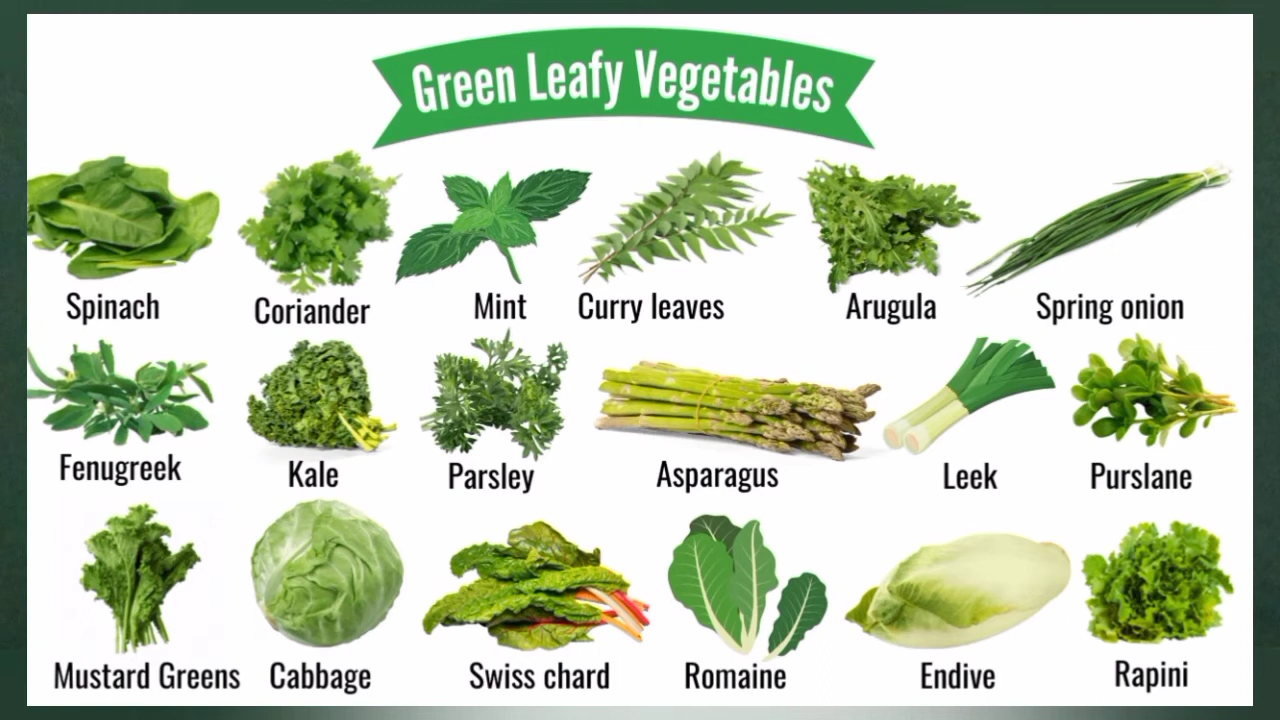 Green Leafy Vegetables
Spinach
Coriander
Mint
Curry leaves
Arugula
Spring onion
Fenugreek
Kale
Parsley
Asparagus
Leek
Purslane
Mustard Greens
Cabbage
Swiss chard
Romaine
Endive
Rapini